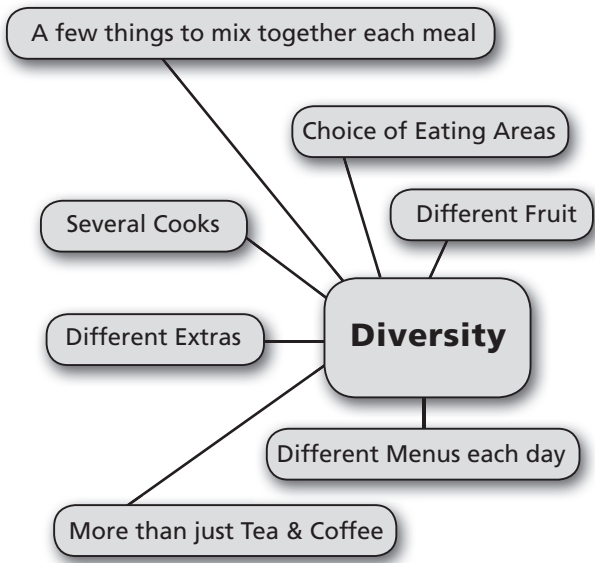 A few things to mix together each meal
Choice of Eating Areas
Different Fruit
Several Cooks
Different Extras
Diversity
Different Menus each day
More than just Tea & Coffee